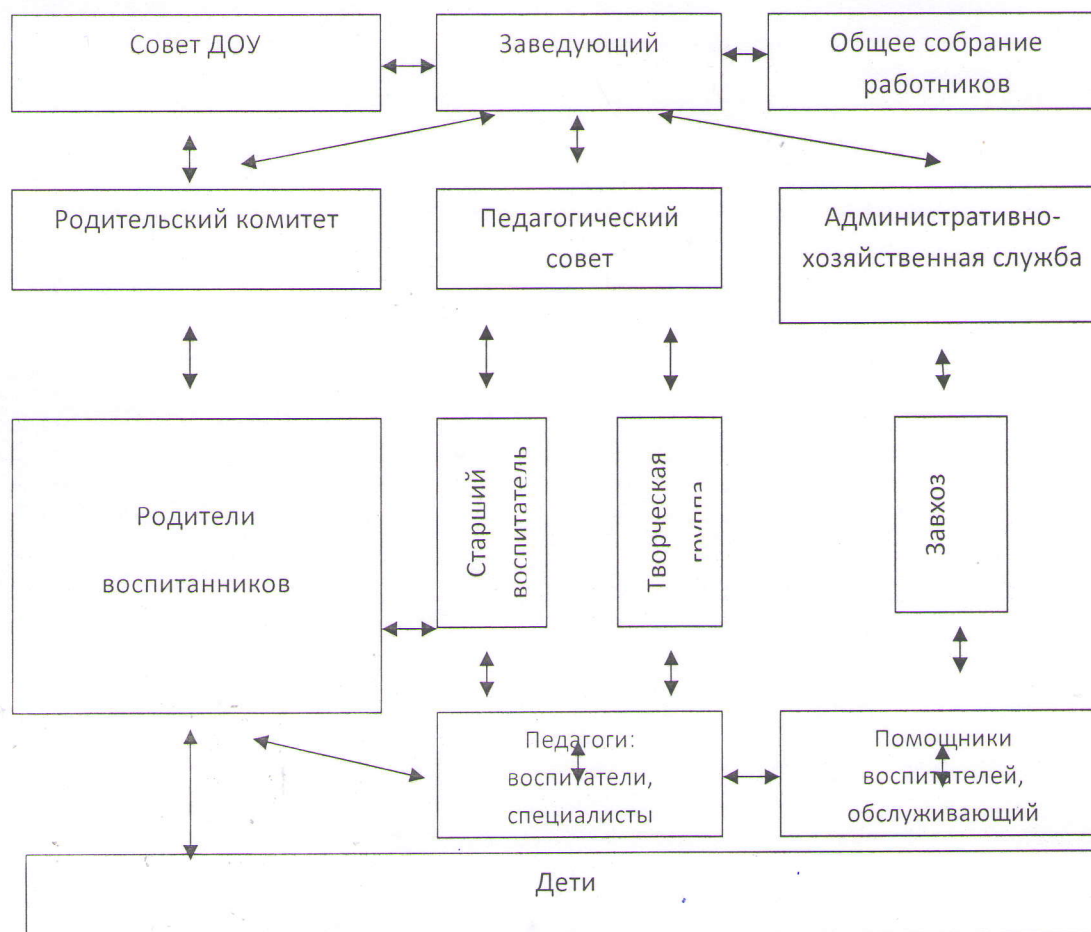 Совет ДОУ
Заведующий
Общее собрание
работников
Родительский комитет
Педагогический
совет
Административно-
хозяйственная служба
Родители
воспитанников
Старший
воспитатель
Творческая
группа
Завхоз
Педагоги:
воспитатели,
специалисты
Помощники
воспитателей,
обслуживающий
Дети